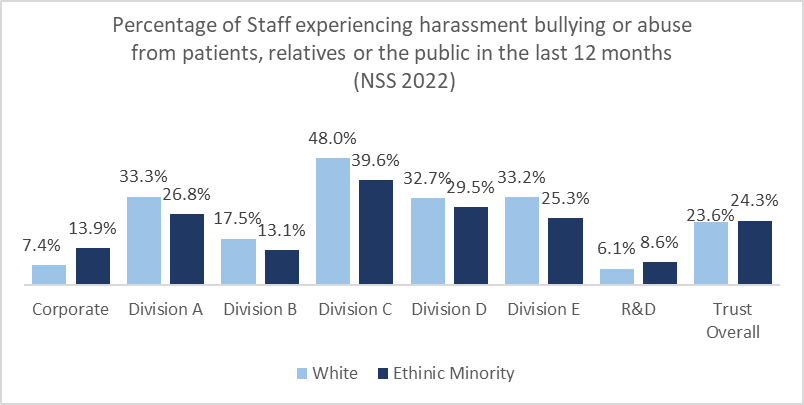 Percentage of Staff experiencing harassment bullying or abuse
from patients, relatives or the public in the last 12 months
(NSS 2022)
7.4% 13.9% 33.3% 26.8% 17.5% 13.1% 48.0% 39.6% 32.7% 29.5% 33.2% 25.3% 6.1% 8.6% 23.6% 24.3%
Corporate Division A Division B Division C Division D Division E R&D Trust
Overall
White Ethinic Minority